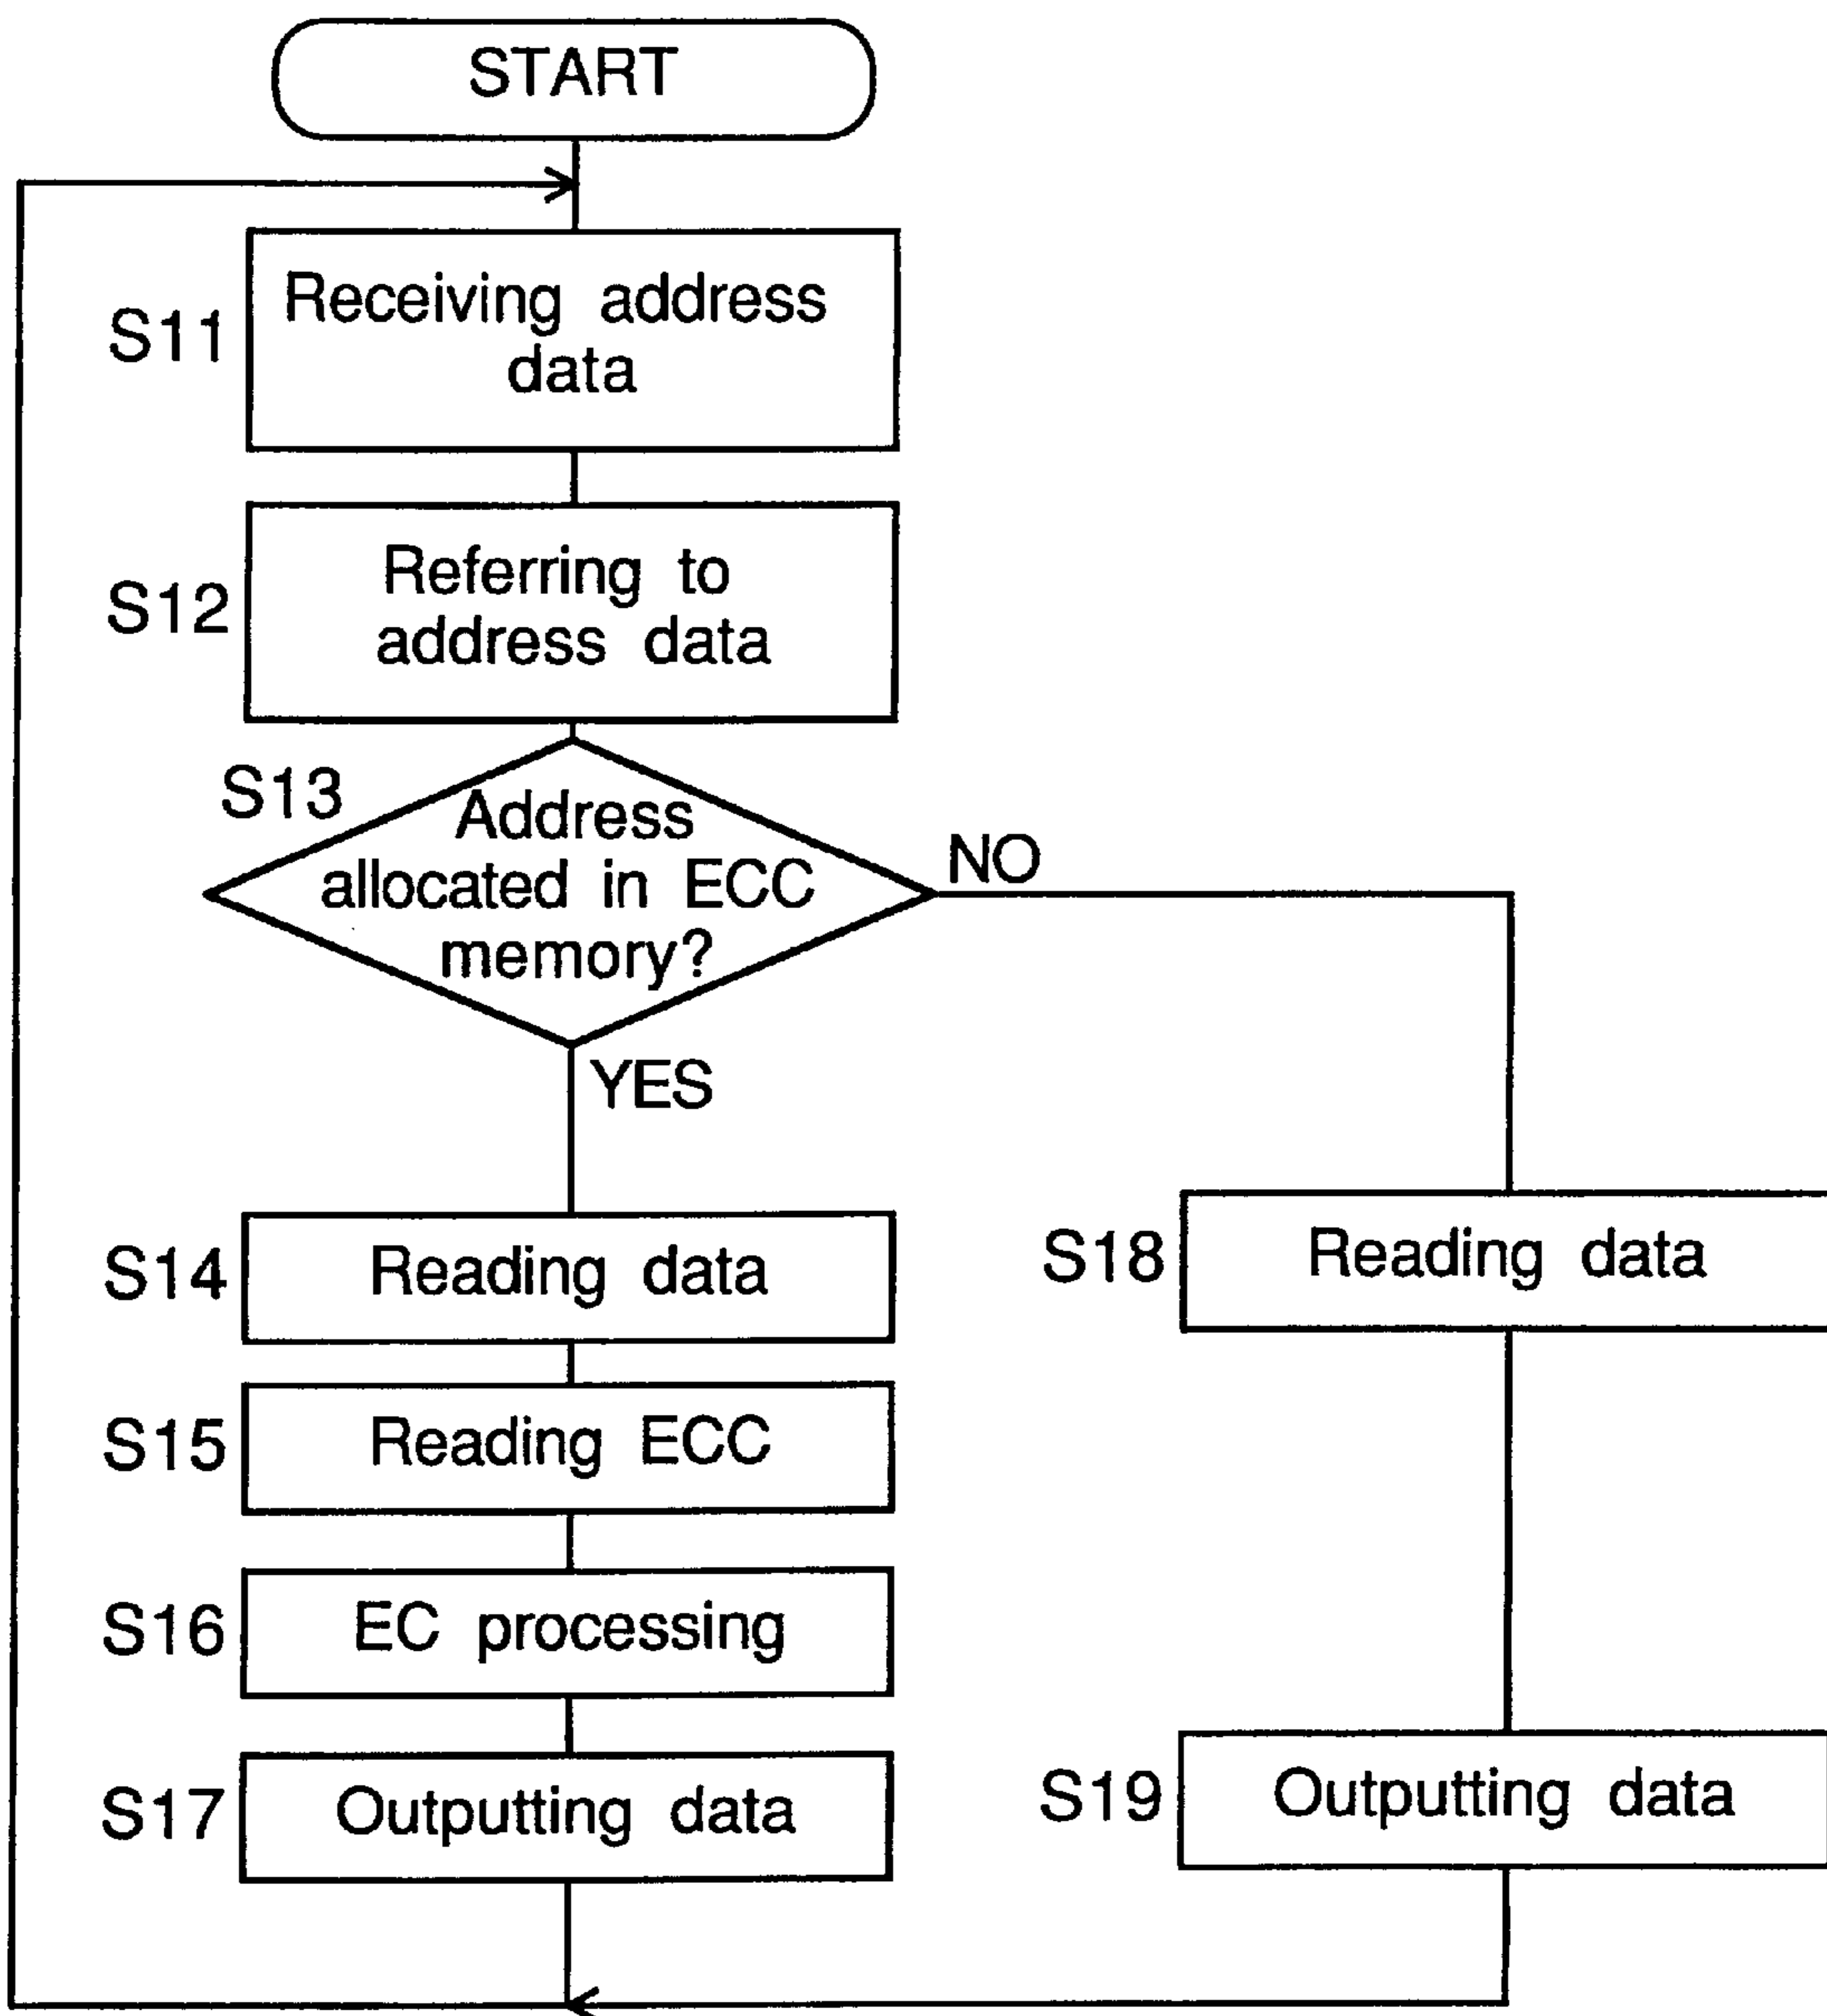 START
S11
Receiving address
data
S12
Referring to
address data
S13
Address
allocated in ECC
memory?
NO
YES
S14
Reading data
S18
Reading data
S15
Reading ECC
S16
EC processing
S17
Outputting data
S19
Outputting data